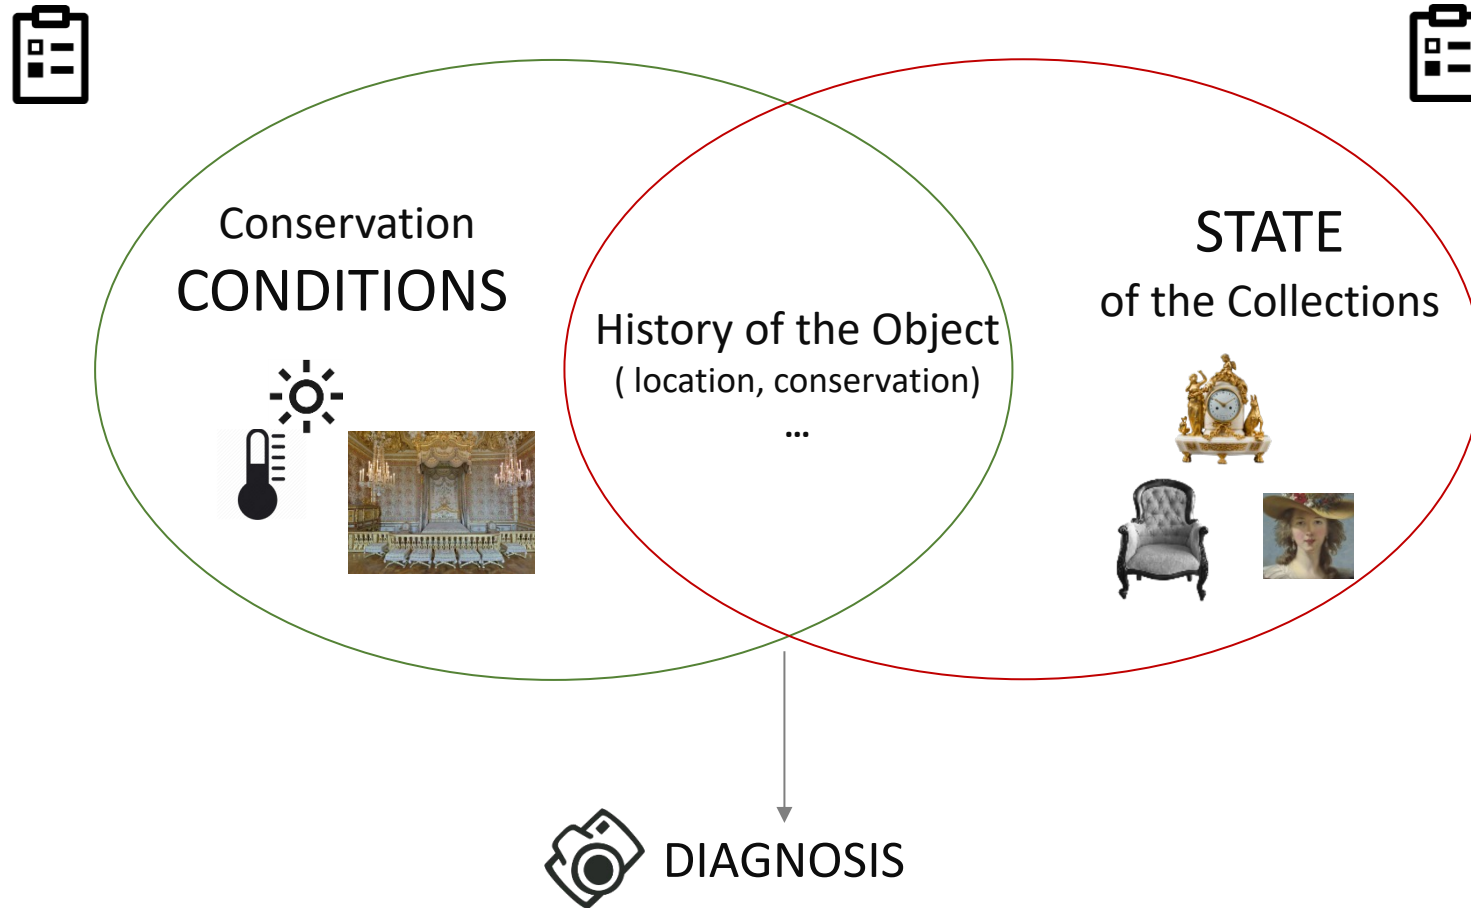 Conservation
CONDITIONS
History of the Object
( location, conservation)
...
STATE
of the Collections
DIAGNOSIS